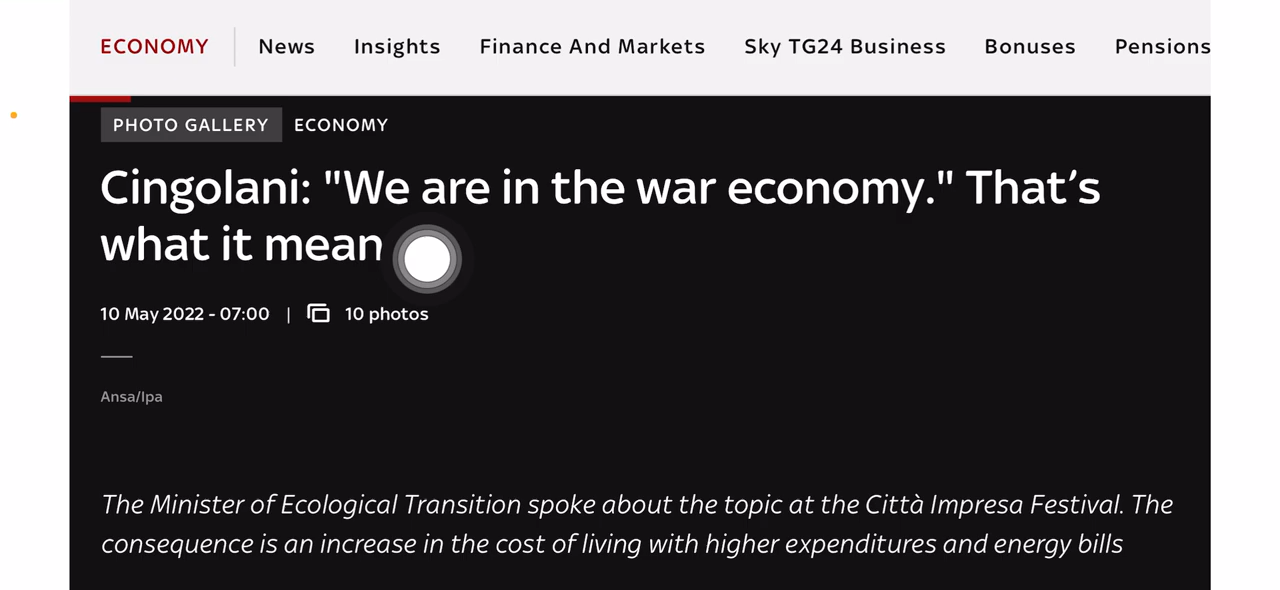 ECONOMY News Insights Finance And Markets Sky TG24 Business Bonuses Pensions
PHOTO GALLERY ECONOMY
Cingolani: "We are in the war economy." That's
what it mean
10 May 2022 - 07:00 | 10 photos
Ansa/Ipa
The Minister of Ecological Transition spoke about the topic at the Città Impresa Festival. The
consequence is an increase in the cost of living with higher expenditures and energy bills